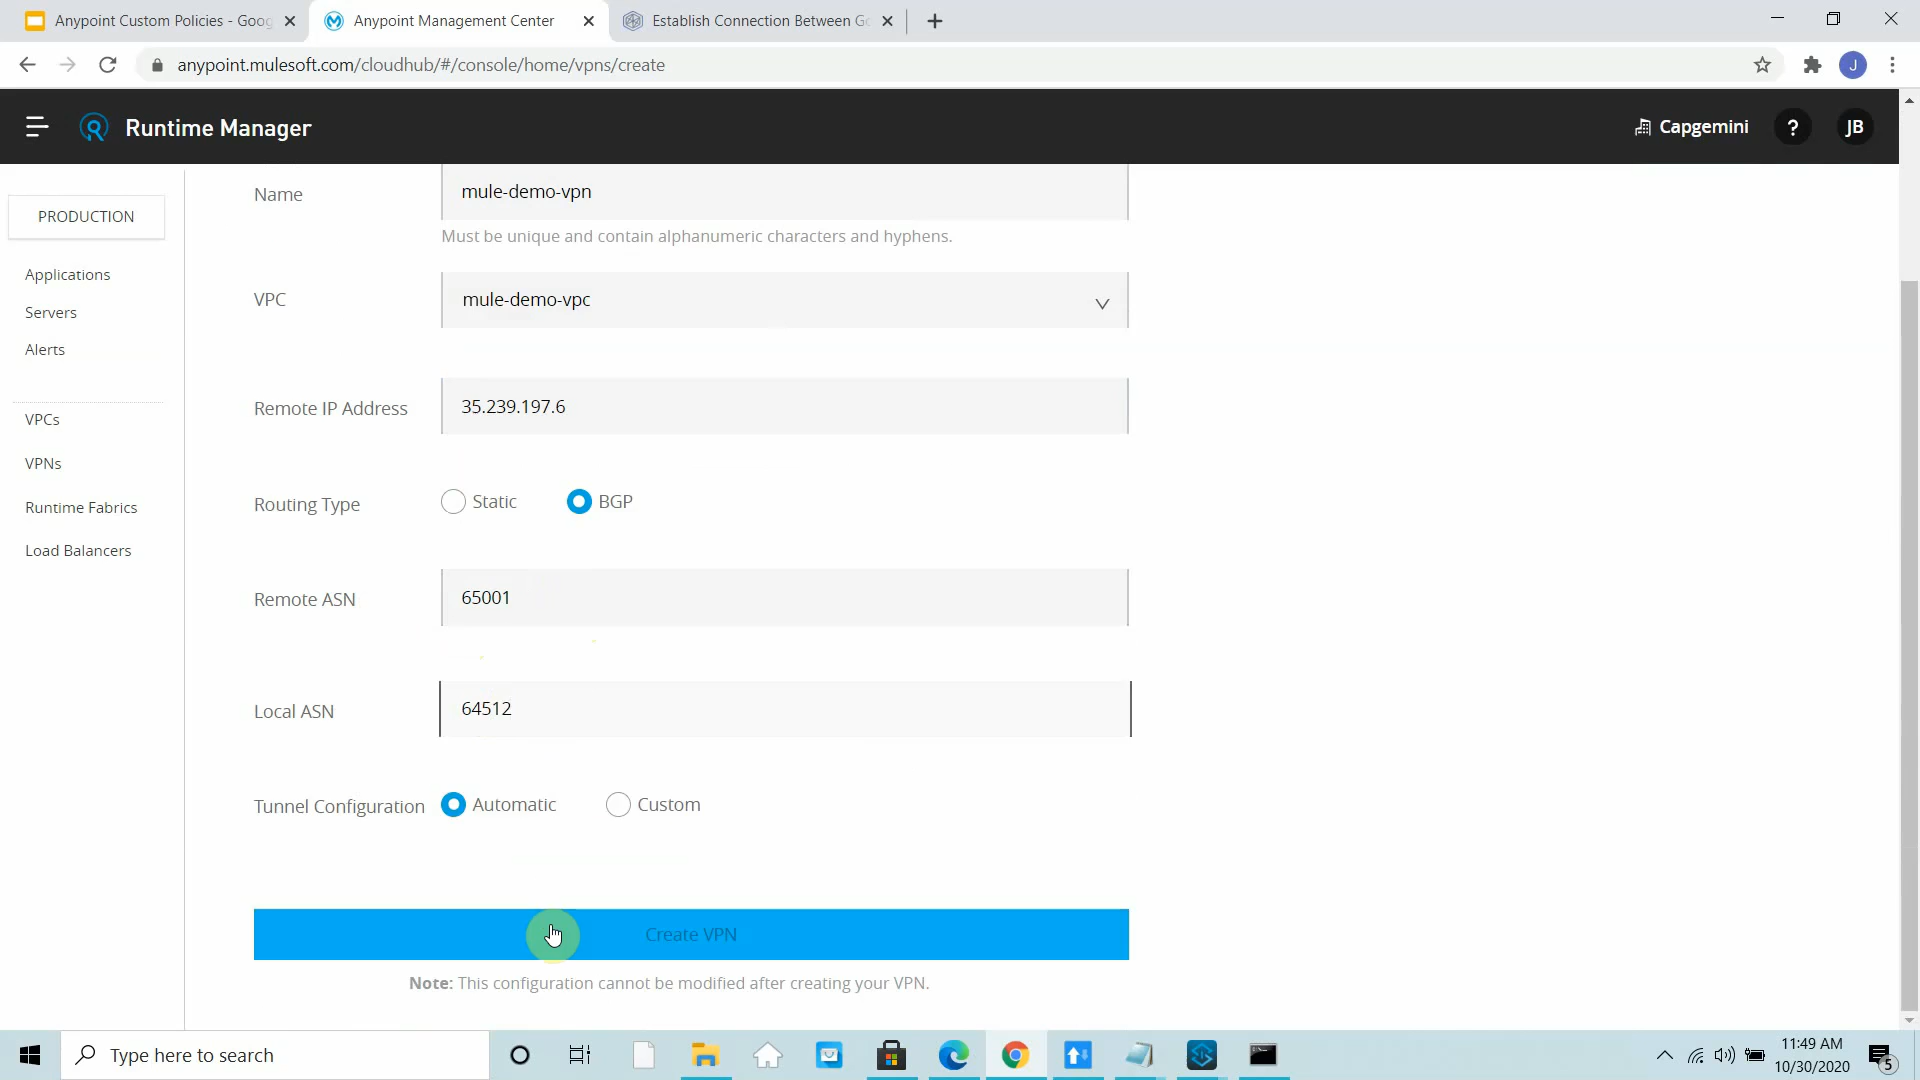 Anypoint Custom Policies - Goog
Anypoint Management Center
Establish Connection Between Go
anypoint.mulesoft.com/cloudhub/#/console/home/vpns/create
J
Runtime Manager
Capgemini
?
JB
PRODUCTION
Applications
Servers
Alerts
VPCs
VPNs
Runtime Fabrics
Load Balancers
Name
mule-demo-vpn
Must be unique and contain alphanumeric characters and hyphens.
VPC
mule-demo-vpc
Remote IP Address
35.239.197.6
Routing Type
Static
BGP
Remote ASN
65001
Local ASN
64512
Tunnel Configuration
Automatic
Custom
Create VPN
Note: This configuration cannot be modified after creating your VPN.
Type here to search
11:49 AM
10/30/2020
5